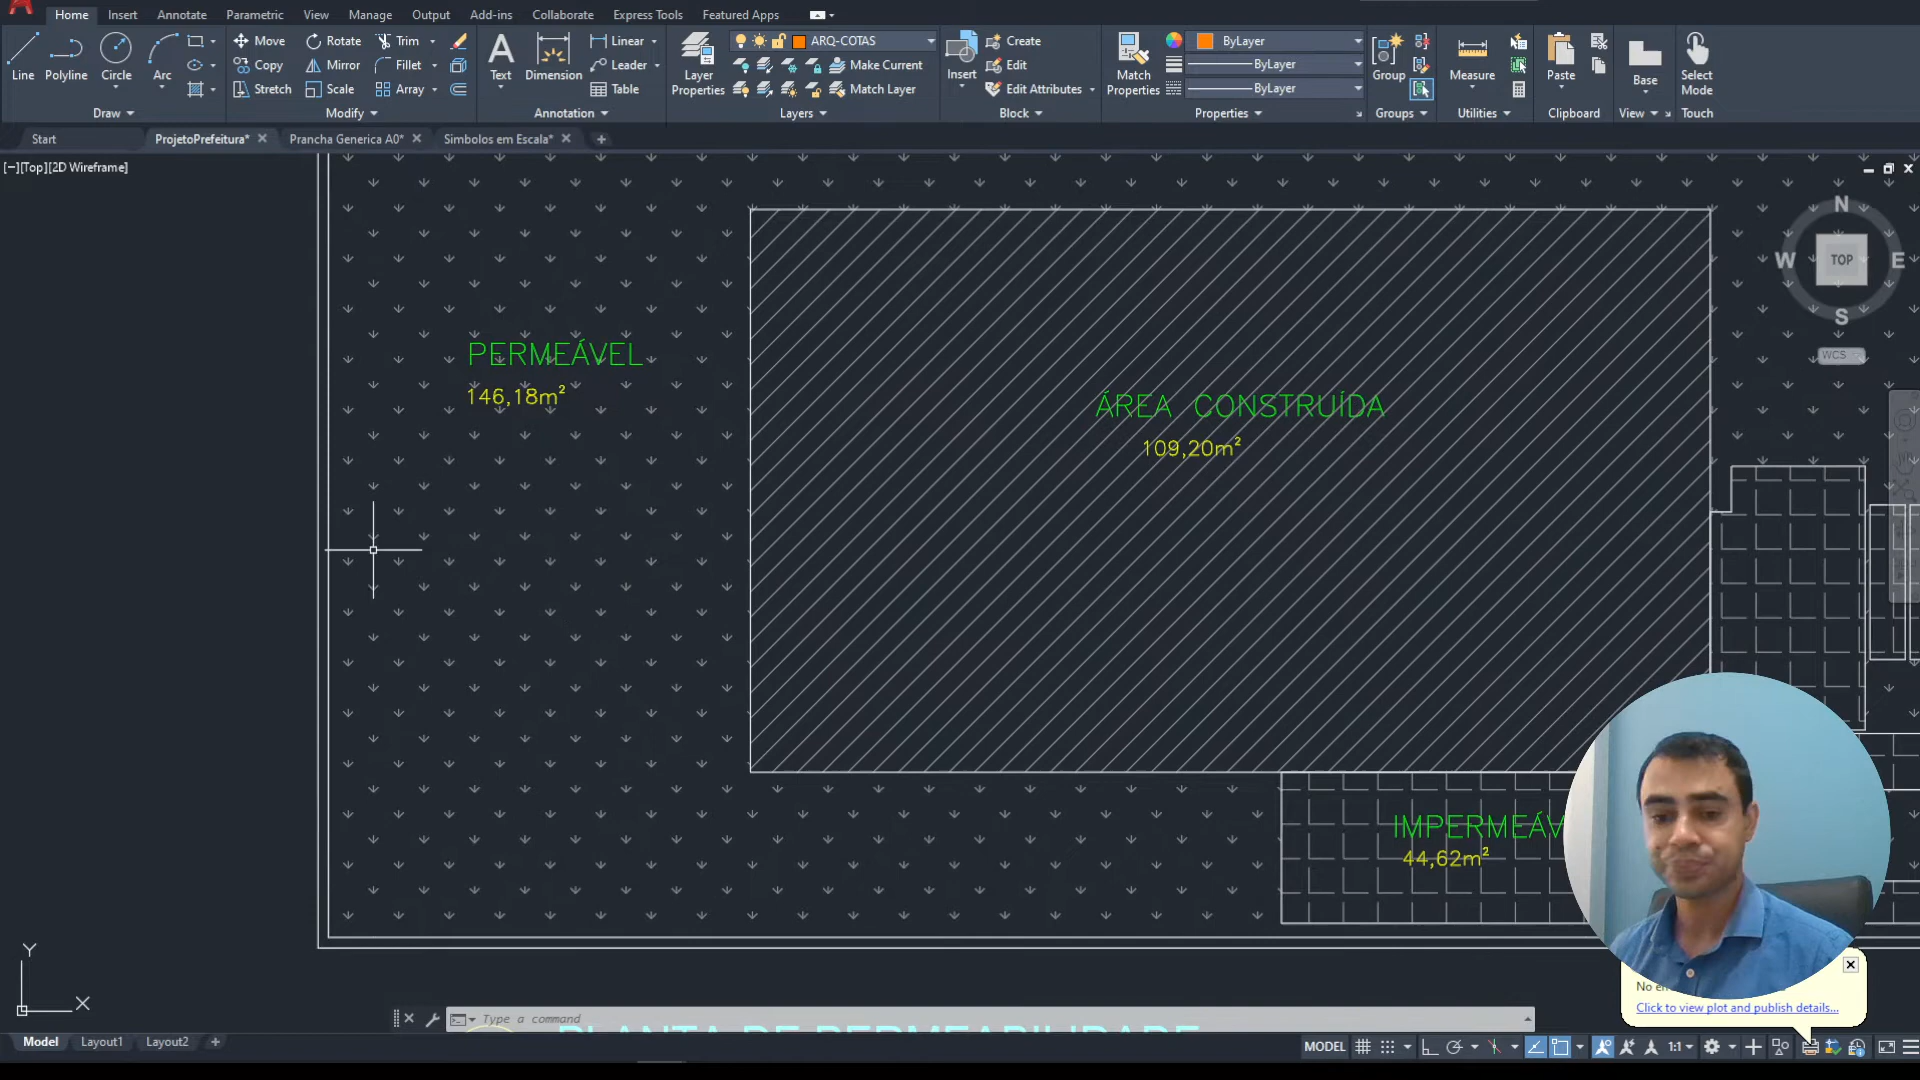 Home Insert Annotate Parametric View Manage Output Add-ins Collaborate Express Tools Featured Apps
Line Polyline Circle Arc
Move Rotate Trim
Copy Mirror Fillet
Stretch Scale Array
Text Dimension
Linear
Leader
Table
Layer Properties
ARQ-COTAS
Make Current
Match Layer
Insert
Create
Edit
Edit Attributes
Match Properties
ByLayer
ByLayer
ByLayer
Group
Measure
Paste
Base
Select Mode
Draw Modify Annotation Layers Block Properties Groups Utilities Clipboard View Touch
Start ProjetoPrefeitura* Prancha Generica A0* Simbolos em Escala*
[−][Top][2D Wireframe]
N
W TOP E
S
WCS
PERMEÁVEL
146,18m²
ÁREA CONSTRUÍDA
109,20m²
44,62m²
Y
X
Type a command
PLANTA DE PERMEABILIDADE
No
Click to view plot and publish details...
Model Layout1 Layout2
MODEL 1:1